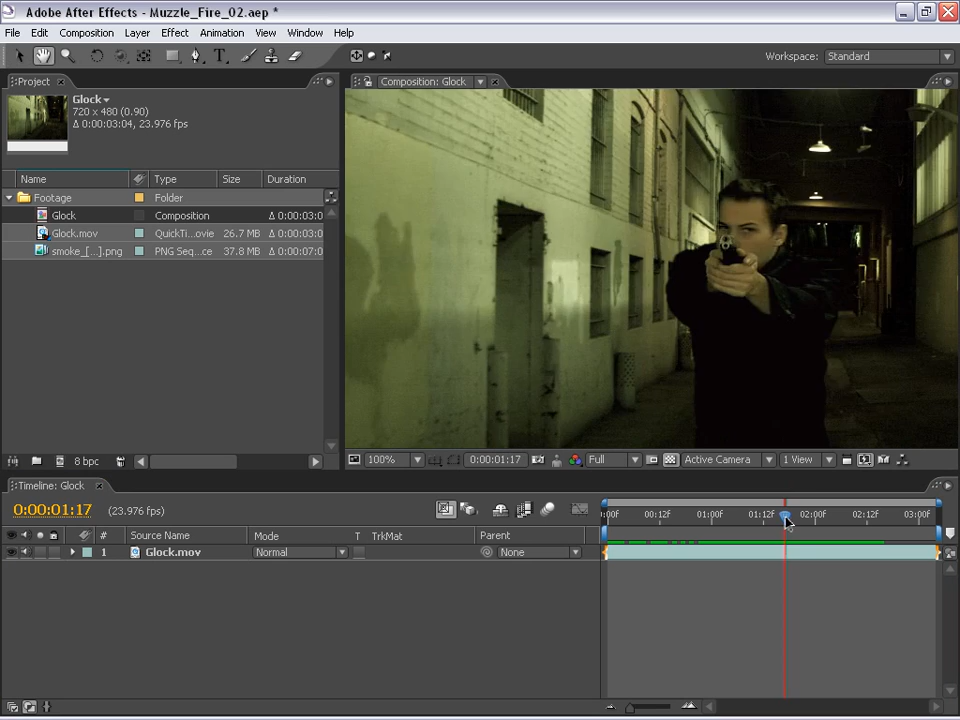 Adobe After Effects - Muzzle_Fire_02.aep *
File Edit Composition Layer Effect Animation View Window Help
Workspace: Standard
Project
Composition: Glock
Glock
720 x 480 (0.90)
Δ 0:00:03:04, 23.976 fps
Name Type Size Duration
Footage Folder
Glock Composition Δ 0:00:03:0
Glock.mov QuickTi...ovie 26.7 MB Δ 0:00:03:0
smoke_[...].png PNG Seq...ce 37.8 MB Δ 0:00:07:0
8 bpc
100% 0:00:01:17 Full Active Camera 1 View
Timeline: Glock
0:00:01:17 (23.976 fps)
):00f 00:12f 01:00f 01:12f 02:00f 02:12f 03:00f
# Source Name Mode T TrkMat Parent
1 Glock.mov Normal None